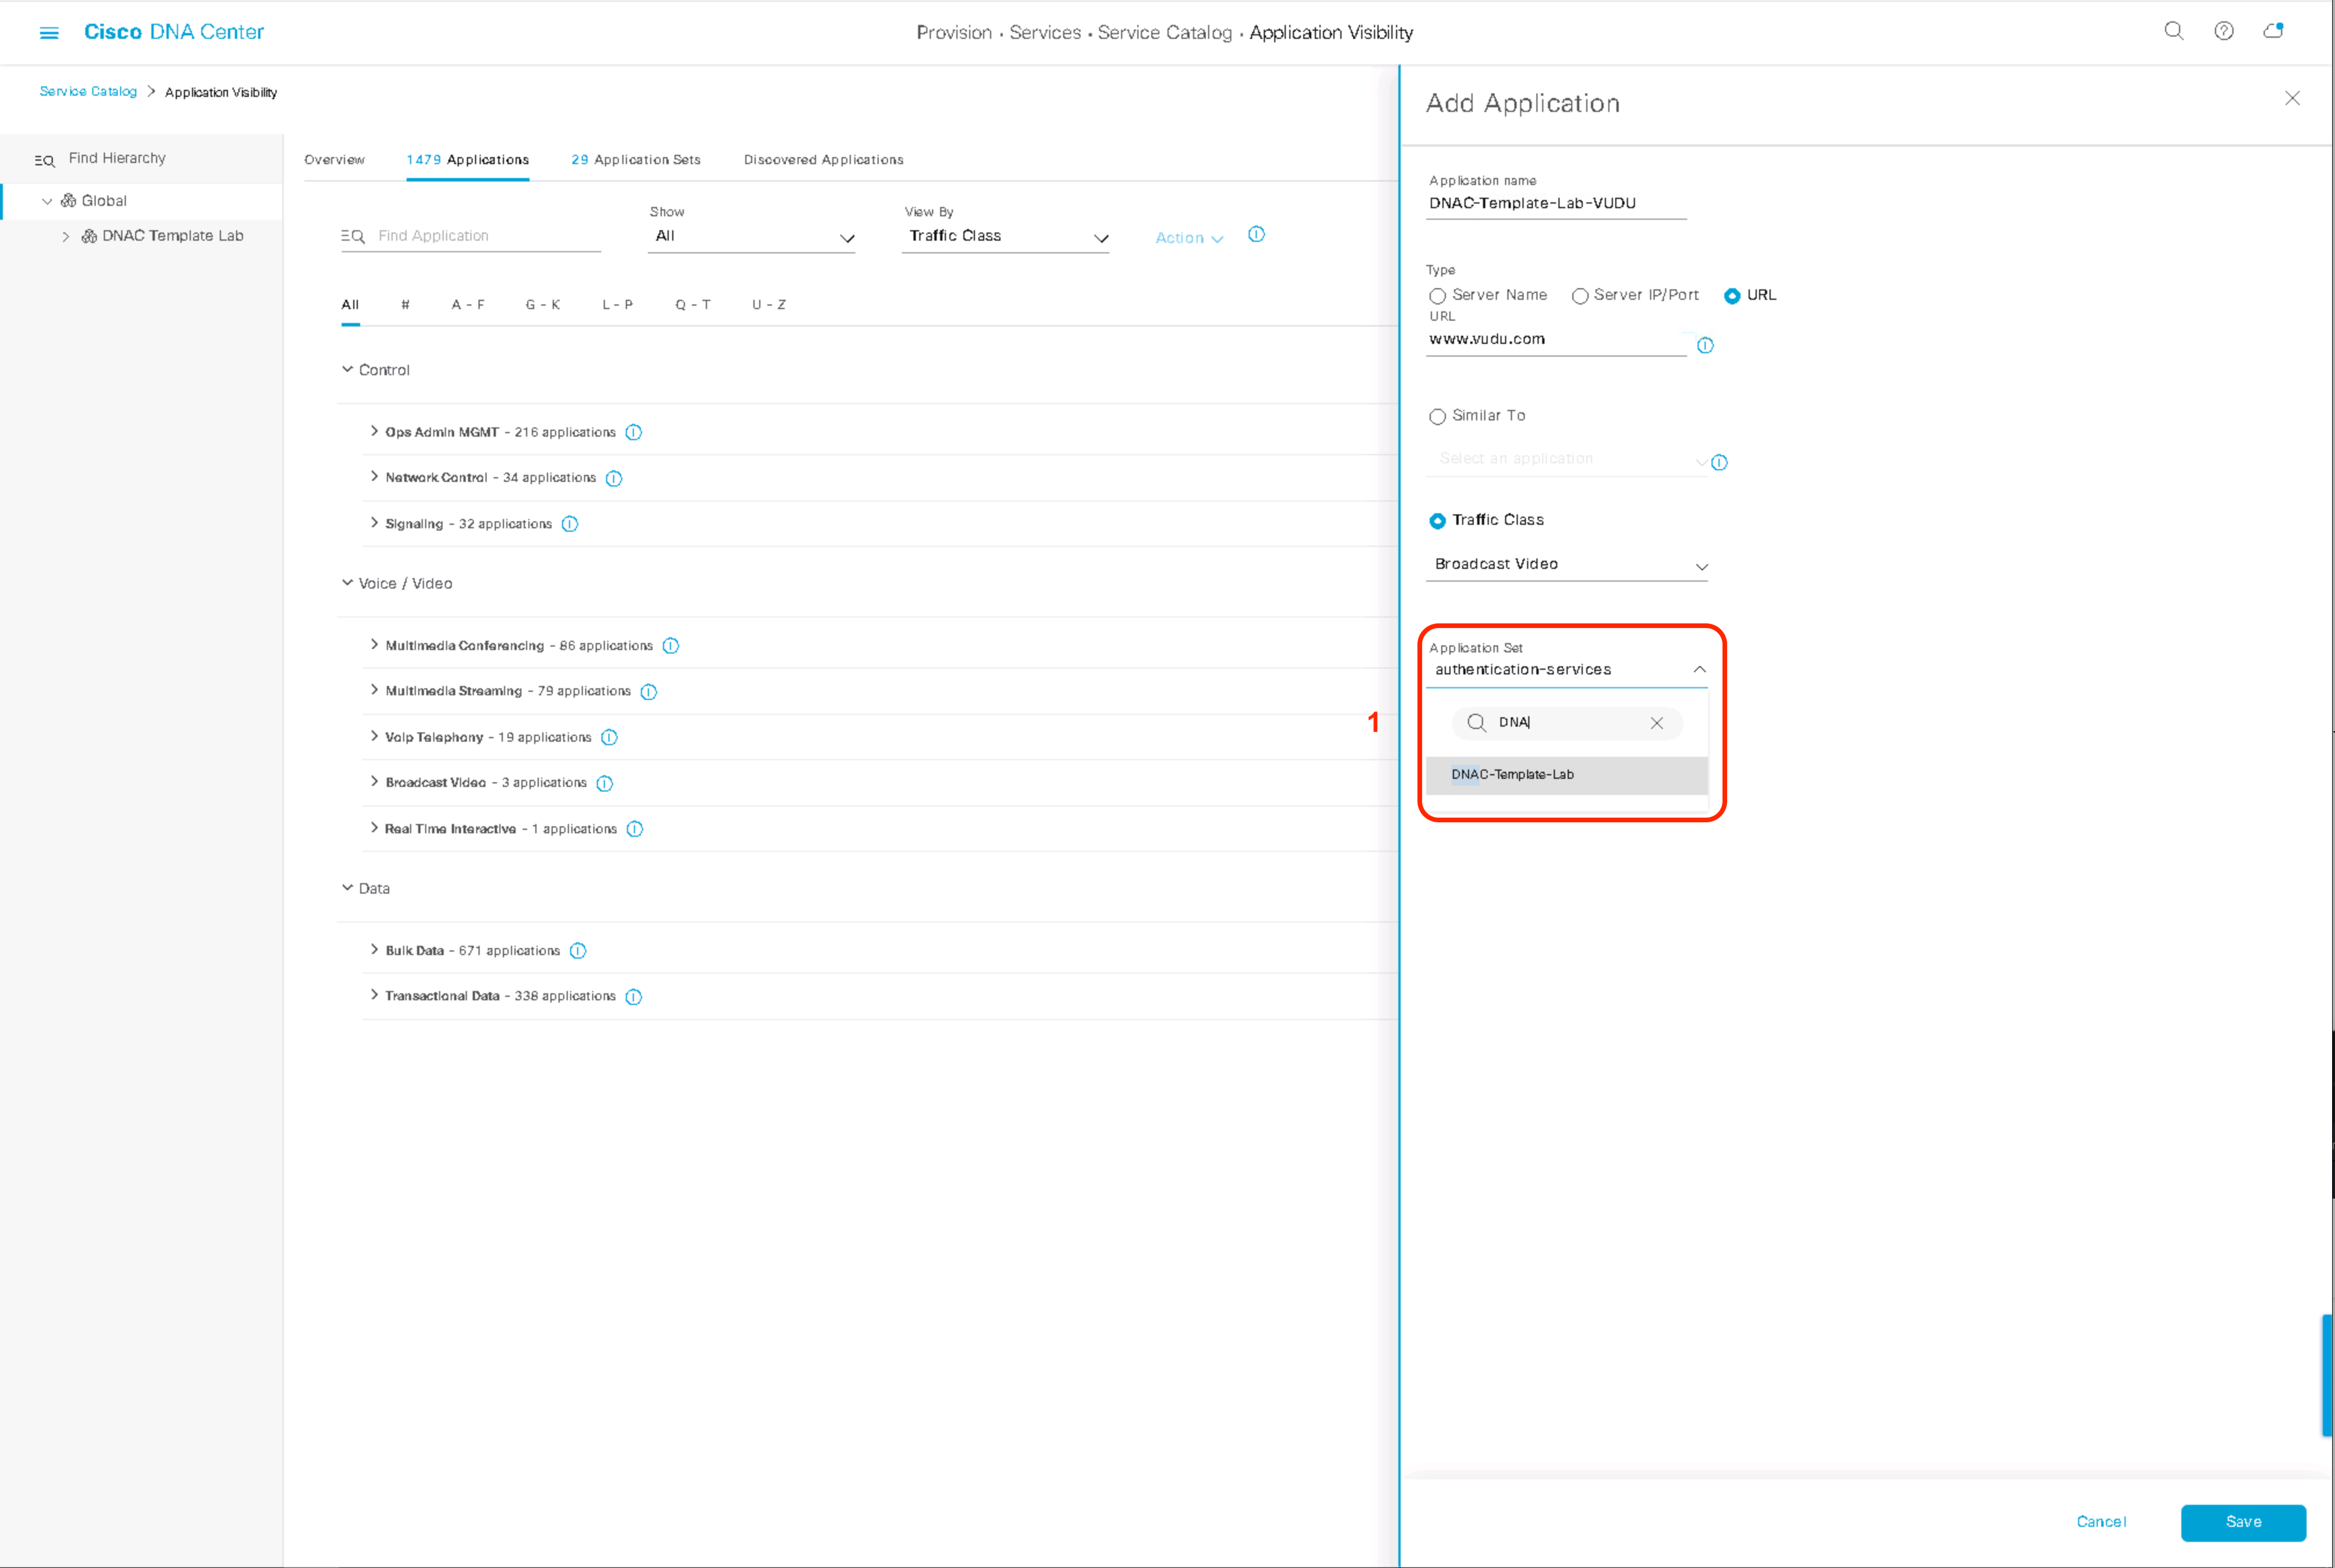 Cisco DNA Center
Provision • Services • Service Catalog • Application Visibility
Service Catalog > Application Visibility
Find Hierarchy
Global
DNAC Template Lab
Overview
1479 Applications
29 Application Sets
Discovered Applications
Find Application
Show
All
View By
Traffic Class
Action
All # A - F G - K L - P Q - T U - Z
Control
Ops Admin MGMT - 216 applications
Network Control - 34 applications
Signaling - 32 applications
Voice / Video
Multimedia Conferencing - 86 applications
Multimedia Streaming - 79 applications
Voip Telephony - 19 applications
Broadcast Video - 3 applications
Real Time Interactive - 1 applications
Data
Bulk Data - 671 applications
Transactional Data - 338 applications
Add Application
Application name
DNAC-Template-Lab-VUDU
Type
Server Name Server IP/Port URL
URL
www.vudu.com
Similar To
Select an application
Traffic Class
Broadcast Video
1
Application Set
authentication-services
DNA
DNAC-Template-Lab
Cancel
Save